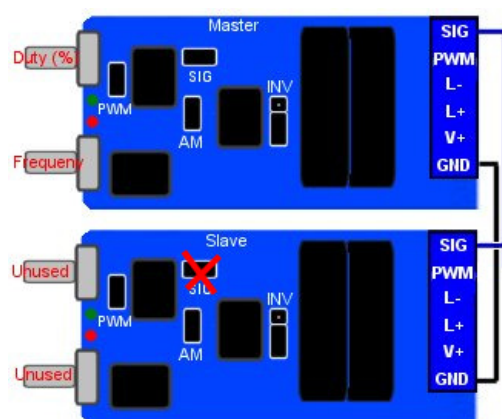 Master
SIG
Duty (%)
SIG
PWM
INV
L-
PWM
L+
AM
V+
Frequeny
GND
Slave
SIG
Unused
SIG
PWM
INV
L-
PWM
L+
AM
V+
Unused
GND